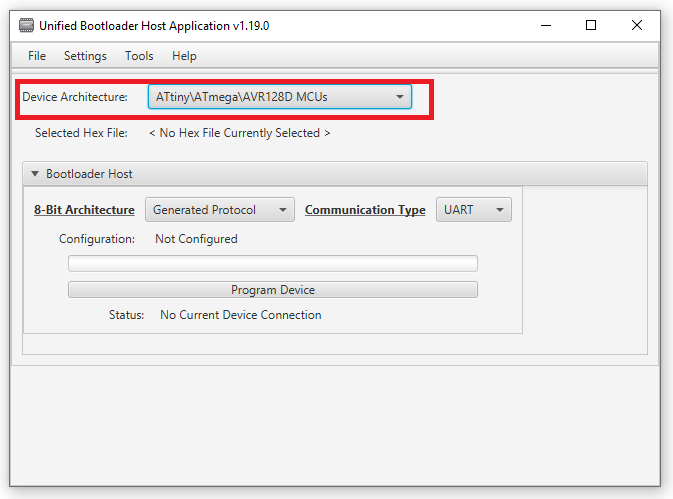 Unified Bootloader Host Application v1.19.0
File Settings Tools Help
Device Architecture: ATtiny\ATmega\AVR128D MCUs
Selected Hex File: < No Hex File Currently Selected >
Bootloader Host
8-Bit Architecture Generated Protocol Communication Type UART
Configuration: Not Configured
Program Device
Status: No Current Device Connection